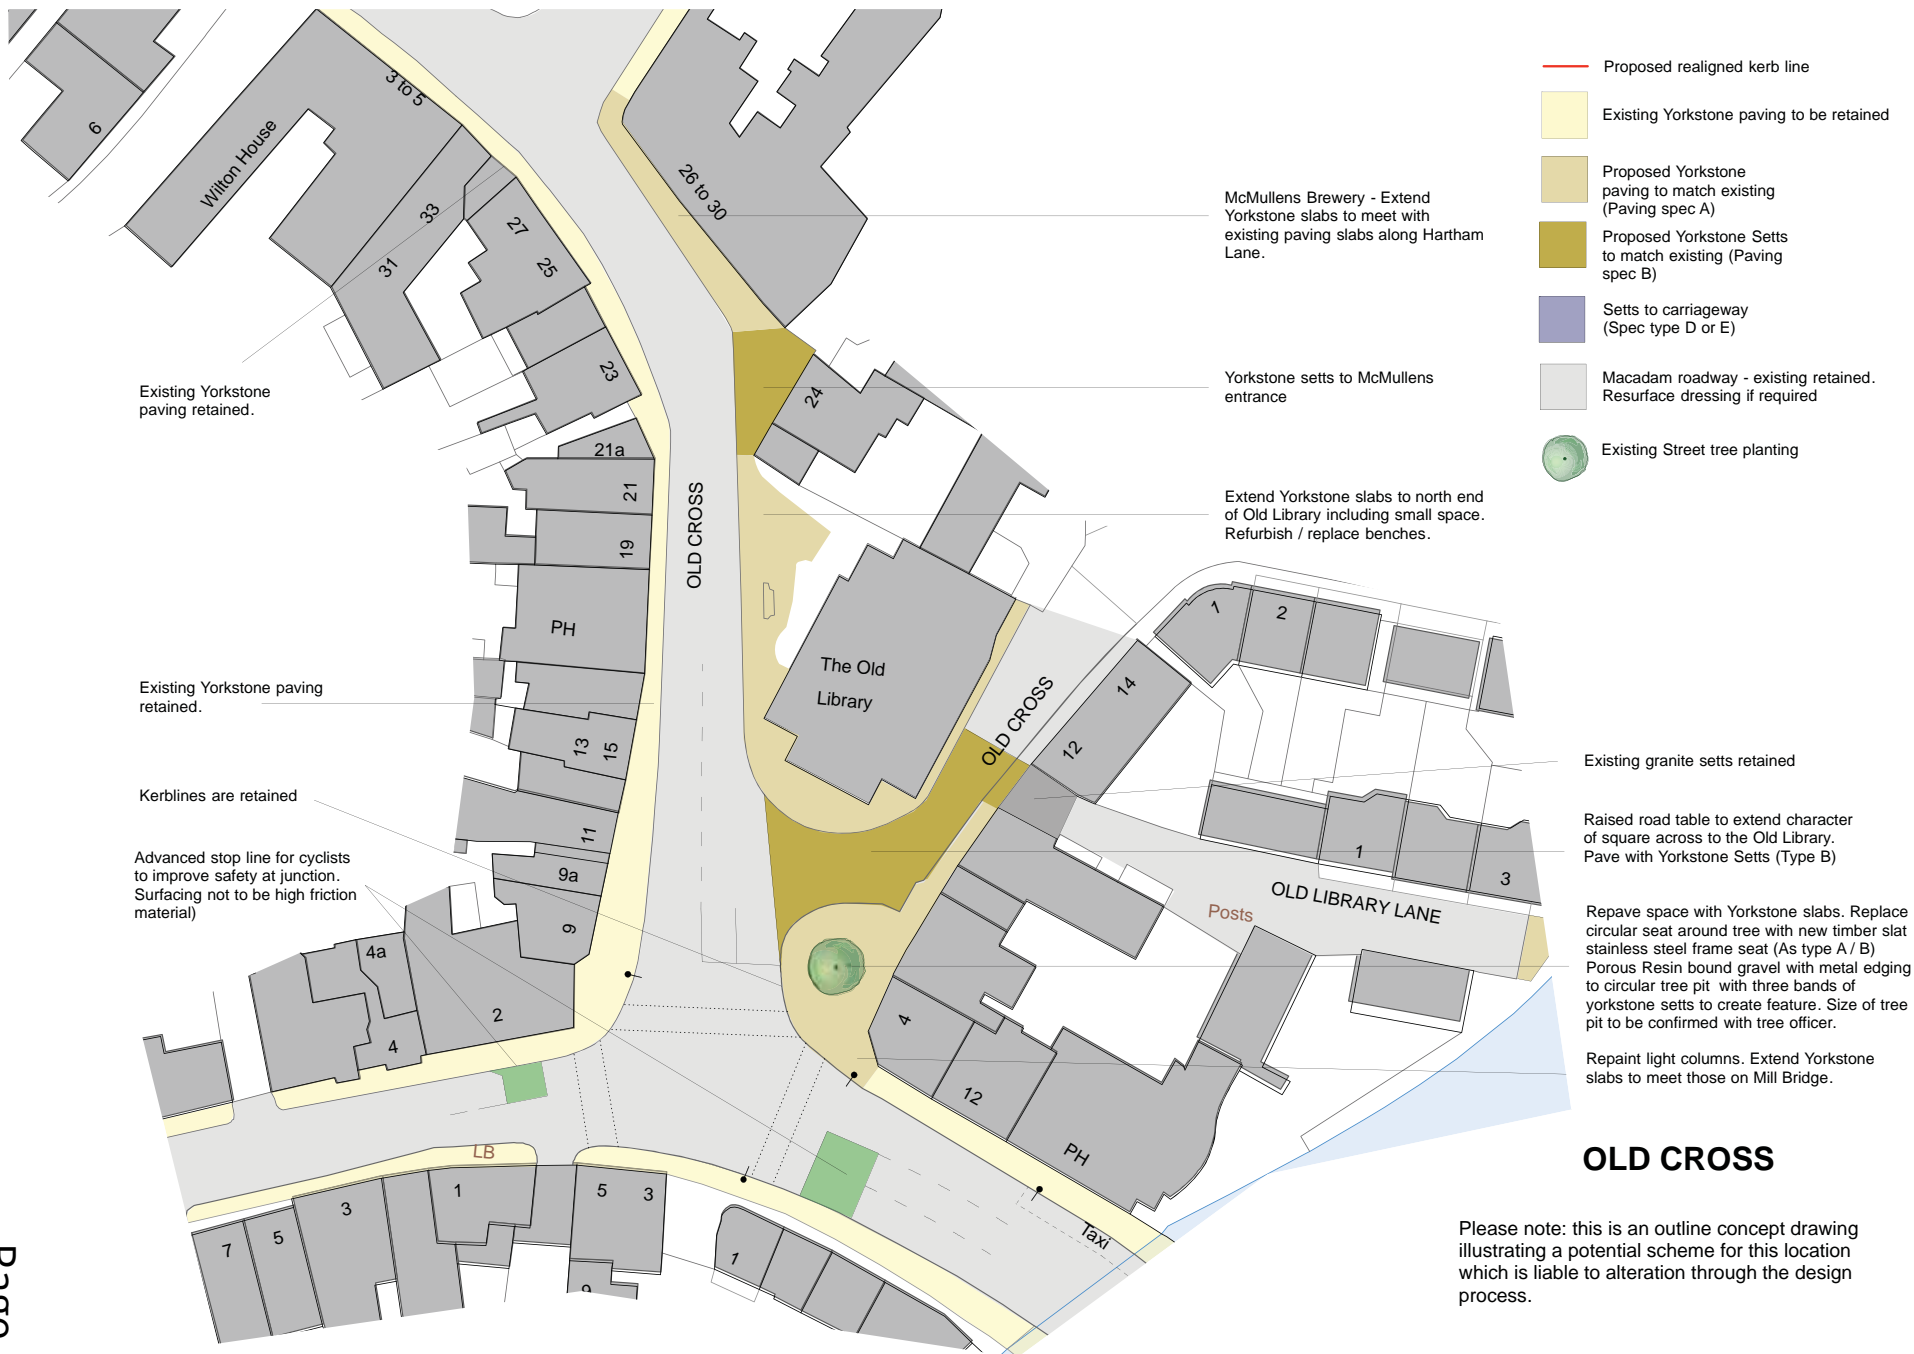 6
3 to 5
Wilton House
33
31
27
25
23
21a
21
19
PH
13
15
11
9a
9
4a
2
4
26 to 30
24
OLD CROSS
The Old
Library
OLD CROSS
14
12
1
2
1
3
OLD LIBRARY LANE
Posts
4
12
PH
Taxi
LB
7
5
3
1
5
3
9
1
Existing Yorkstone
paving retained.
Existing Yorkstone paving
retained.
Kerblines are retained
Advanced stop line for cyclists
to improve safety at junction.
Surfacing not to be high friction
material)
McMullens Brewery - Extend
Yorkstone slabs to meet with
existing paving slabs along Hartham
Lane.
Yorkstone setts to McMullens
entrance
Extend Yorkstone slabs to north end
of Old Library including small space.
Refurbish / replace benches.
Proposed realigned kerb line
Existing Yorkstone paving to be retained
Proposed Yorkstone
paving to match existing
(Paving spec A)
Proposed Yorkstone Setts
to match existing (Paving
spec B)
Setts to carriageway
(Spec type D or E)
Macadam roadway - existing retained.
Resurface dressing if required
Existing Street tree planting
Existing granite setts retained
Raised road table to extend character
of square across to the Old Library.
Pave with Yorkstone Setts (Type B)
Repave space with Yorkstone slabs. Replace
circular seat around tree with new timber slat
stainless steel frame seat (As type A / B)
Porous Resin bound gravel with metal edging
to circular tree pit with three bands of
yorkstone setts to create feature. Size of tree
pit to be confirmed with tree officer.
Repaint light columns. Extend Yorkstone
slabs to meet those on Mill Bridge.
OLD CROSS
Please note: this is an outline concept drawing
illustrating a potential scheme for this location
which is liable to alteration through the design
process.
Page